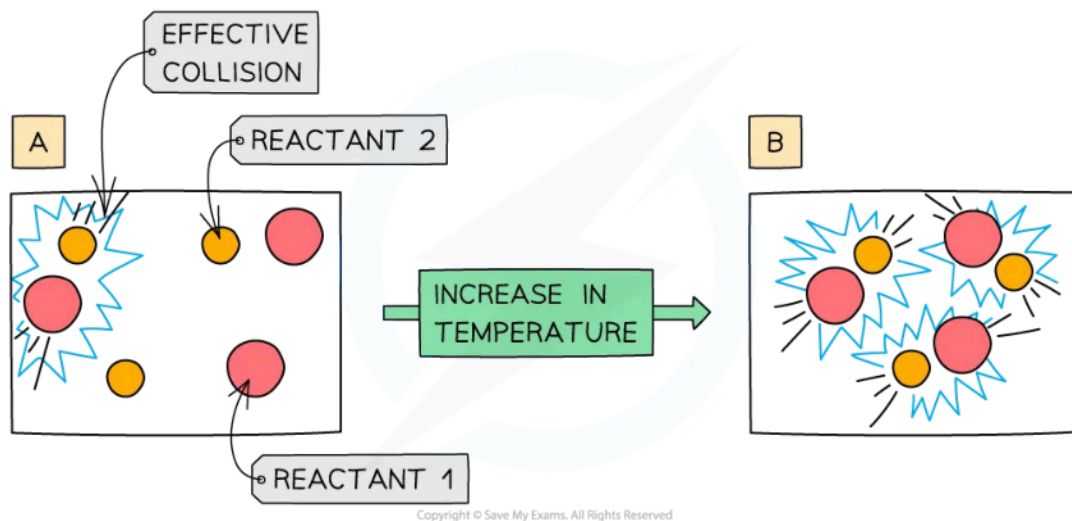 EFFECTIVE
COLLISION
A
REACTANT 2
B
INCREASE IN
TEMPERATURE
REACTANT 1
Copyright © Save My Exams. All Rights Reserved